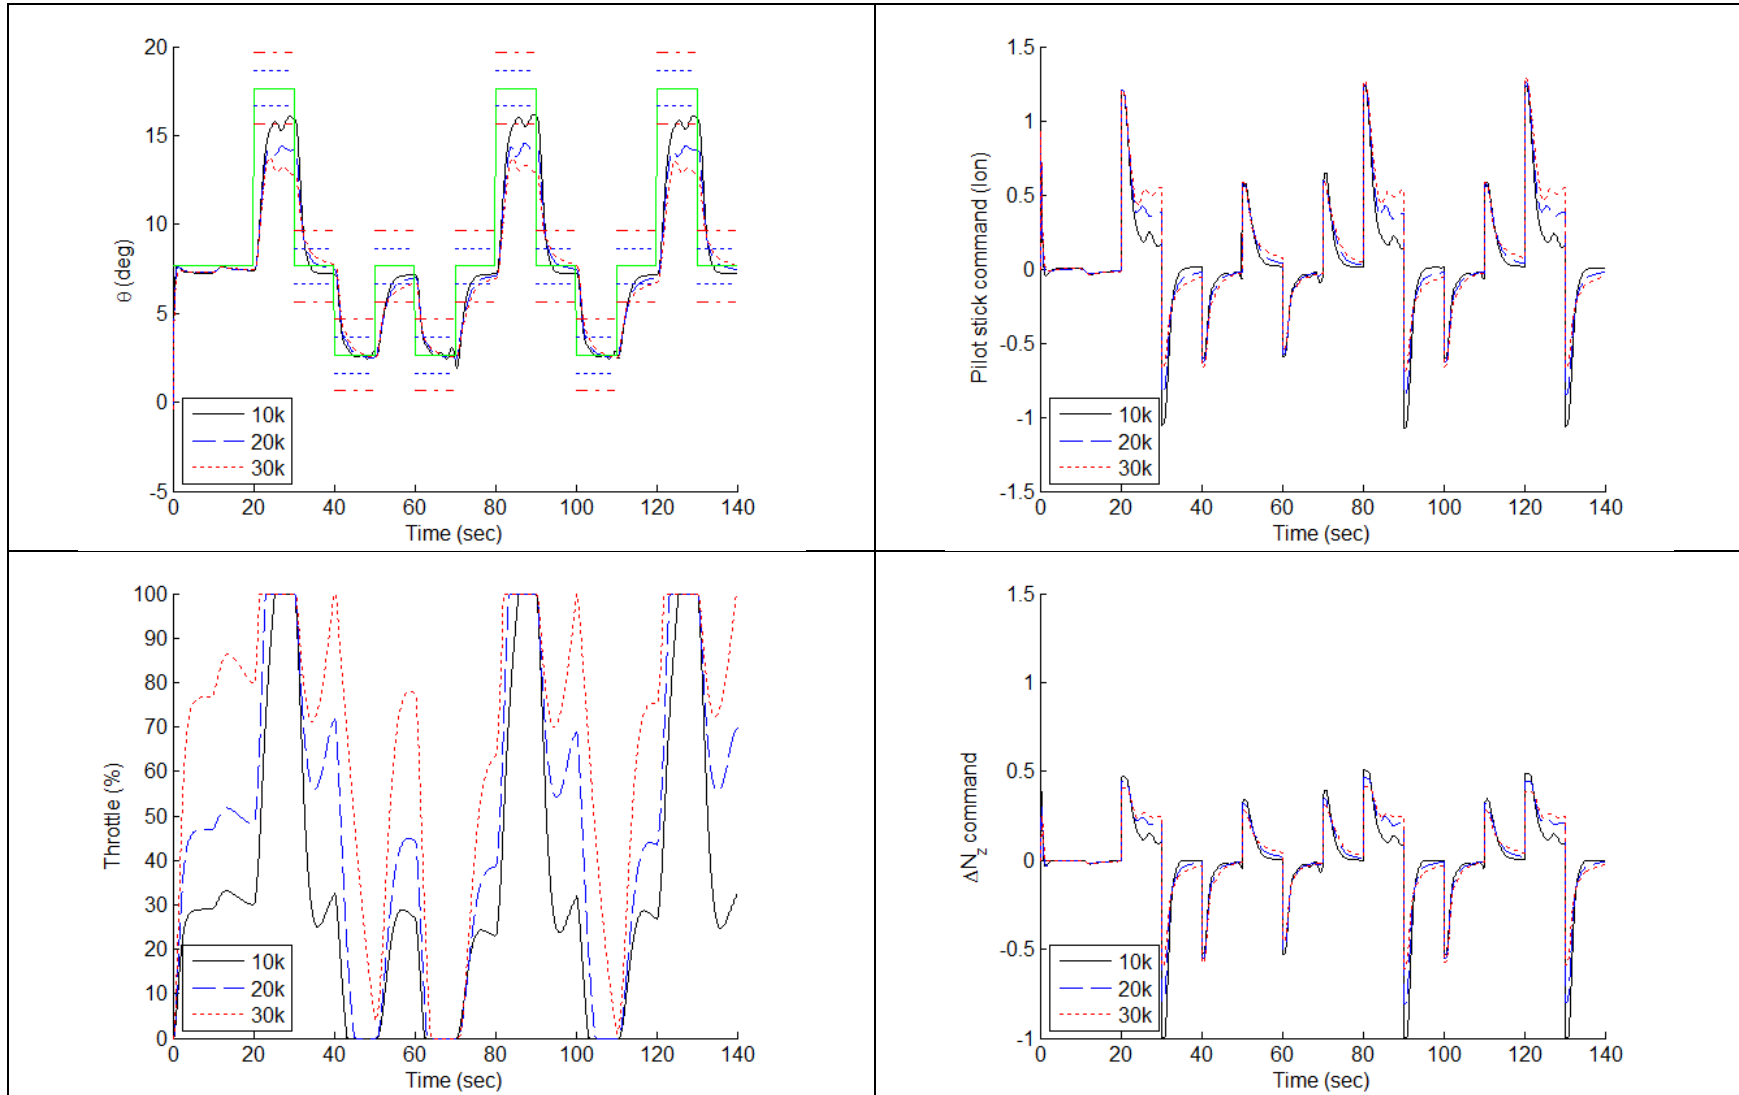 20
15
10
5
0
-5
θ (deg)
10k
20k
30k
0 20 40 60 80 100 120 140
Time (sec)
1.5
1
0.5
0
-0.5
-1
-1.5
Pilot stick command (lon)
10k
20k
30k
0 20 40 60 80 100 120 140
Time (sec)
100
90
80
70
60
50
40
30
20
10
0
Throttle (%)
10k
20k
30k
0 20 40 60 80 100 120 140
Time (sec)
1.5
1
0.5
0
-0.5
-1
ΔNz command
10k
20k
30k
0 20 40 60 80 100 120 140
Time (sec)